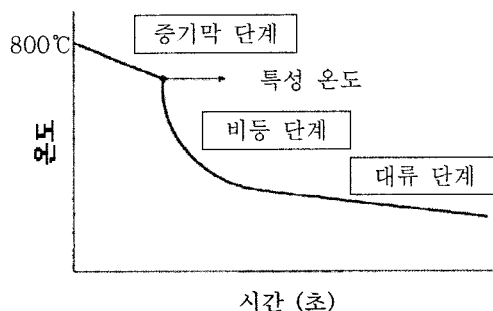 증기막 단계
800℃
특성 온도
비등 단계
온도
대류 단계
시간 (초)